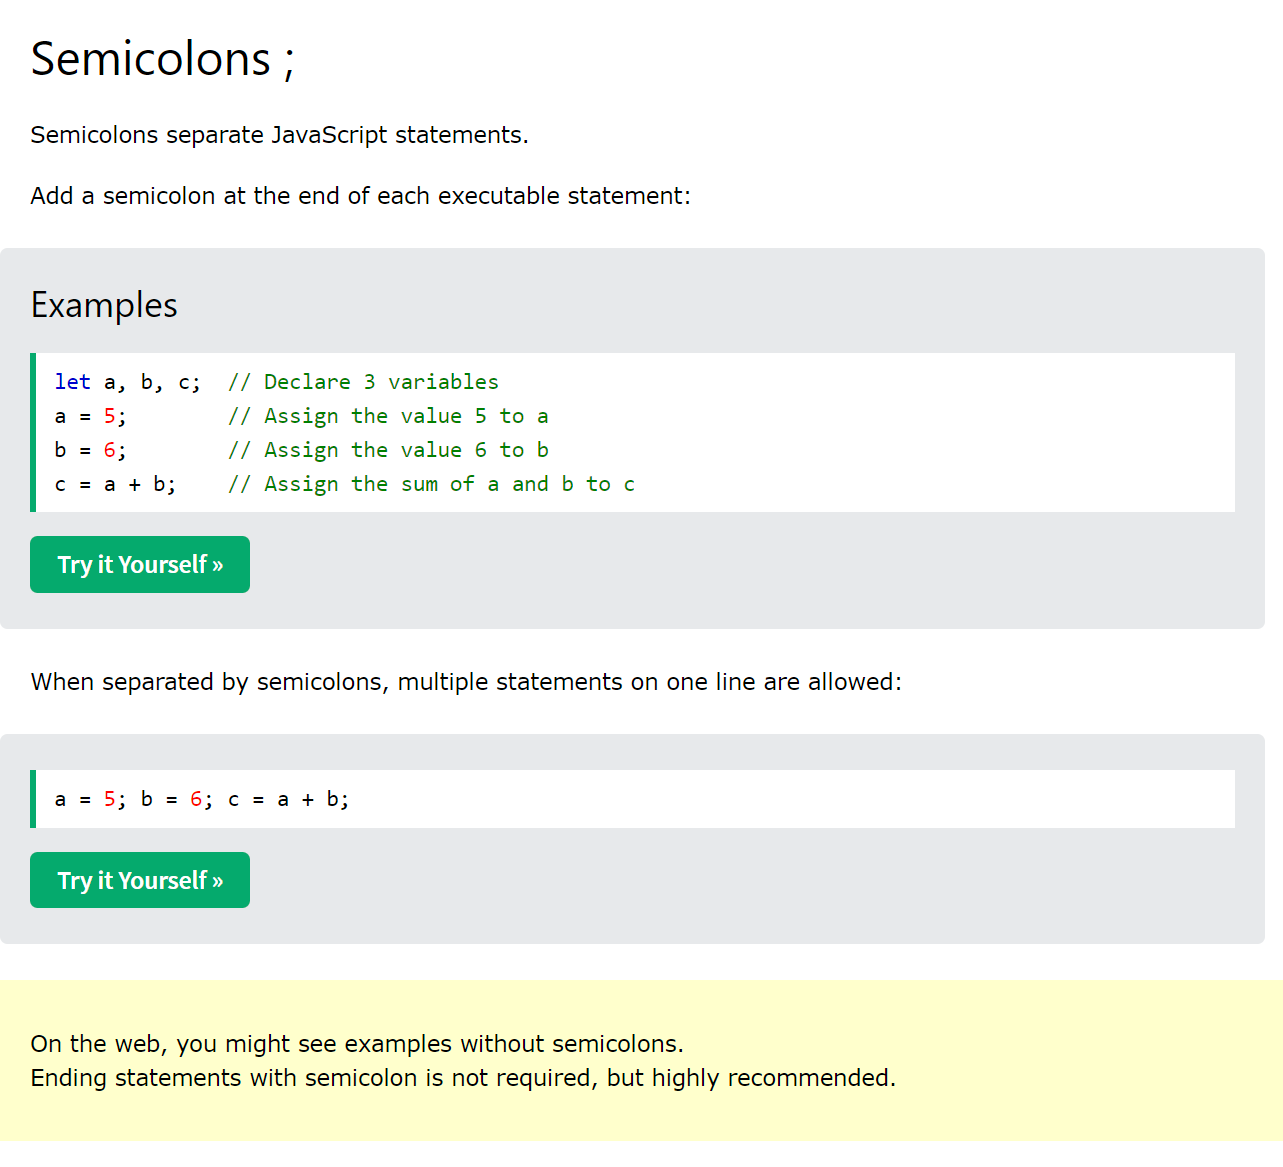 Semicolons ;
Semicolons separate JavaScript statements.
Add a semicolon at the end of each executable statement:
Examples
let a, b, c;  // Declare 3 variables
a = 5;        // Assign the value 5 to a
b = 6;        // Assign the value 6 to b
c = a + b;    // Assign the sum of a and b to c
Try it Yourself »
When separated by semicolons, multiple statements on one line are allowed:
a = 5; b = 6; c = a + b;
Try it Yourself »
On the web, you might see examples without semicolons.
Ending statements with semicolon is not required, but highly recommended.